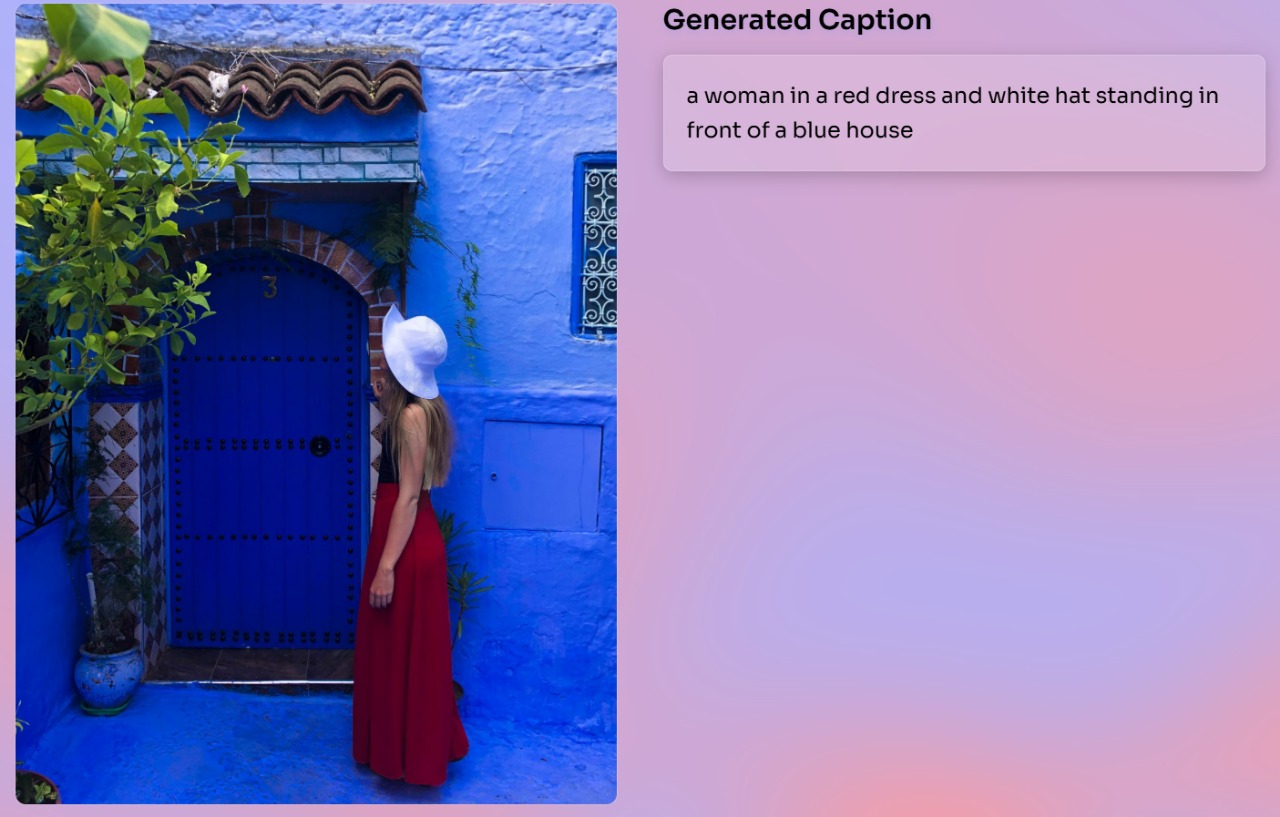 Generated Caption
a woman in a red dress and white hat standing in
front of a blue house
3